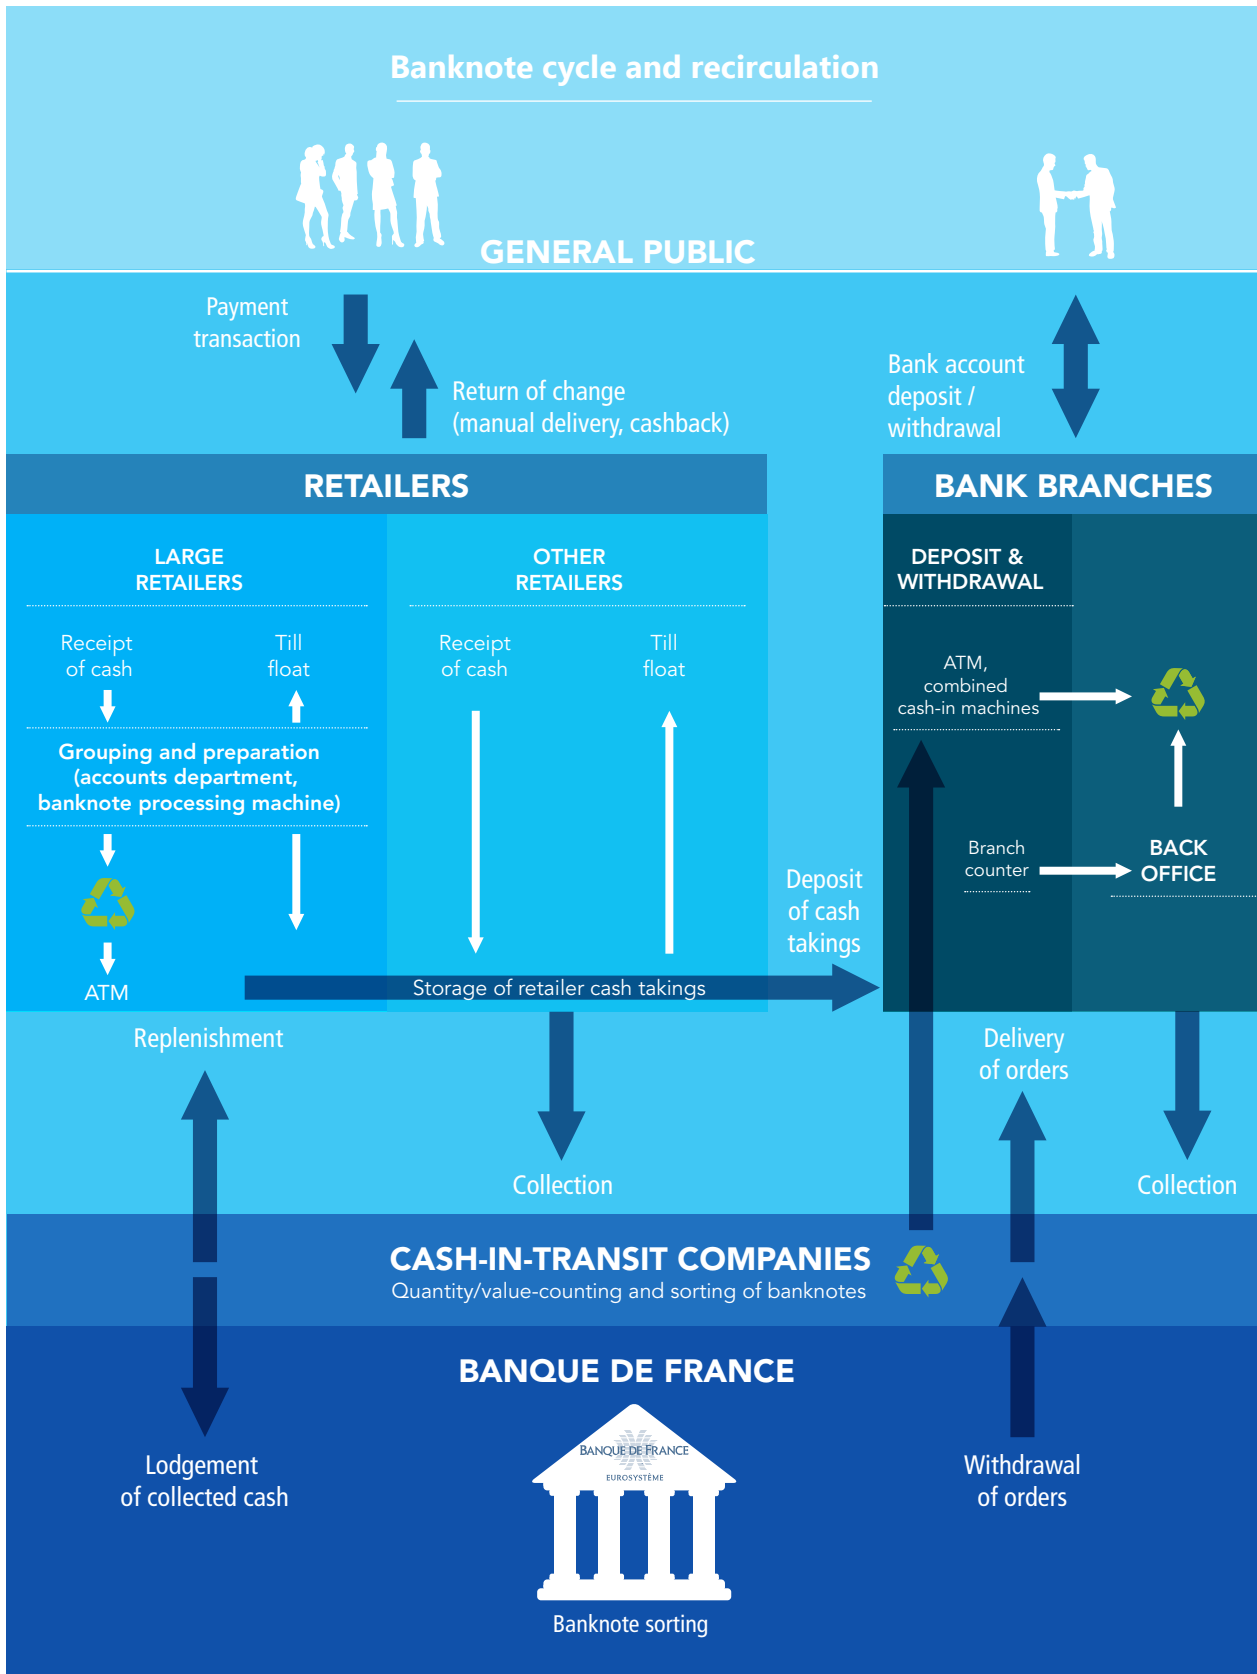 Banknote cycle and recirculation
GENERAL PUBLIC
Payment
transaction
Return of change
(manual delivery, cashback)
Bank account
deposit /
withdrawal
RETAILERS
LARGE
RETAILERS
Receipt
of cash
Till
float
Grouping and preparation
(accounts department,
banknote processing machine)
ATM
OTHER
RETAILERS
Receipt
of cash
Till
float
Storage of retailer cash takings
Deposit
of cash
takings
BANK BRANCHES
DEPOSIT &
WITHDRAWAL
ATM,
combined
cash-in machines
Branch
counter
BACK
OFFICE
Replenishment
Collection
Delivery
of orders
Collection
CASH-IN-TRANSIT COMPANIES
Quantity/value-counting and sorting of banknotes
BANQUE DE FRANCE
Lodgement
of collected cash
BANQUE DE FRANCE
EUROSYSTÈME
Banknote sorting
Withdrawal
of orders